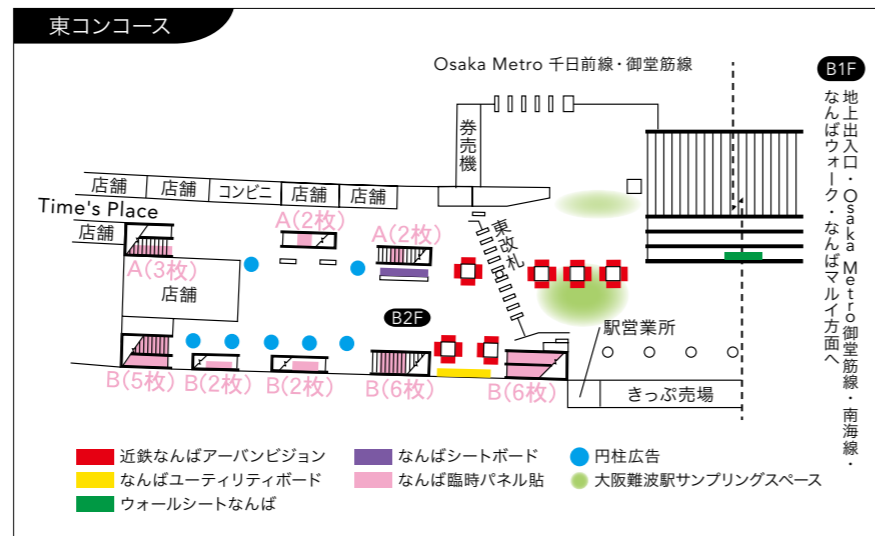 東コンコース
Osaka Metro 千日前線・御堂筋線
B1F
地上出入口・Osaka Metro御堂筋線・南海線・
なんばウォーク・なんばマルイ方面へ
券売機
店舗
店舗
コンビニ
店舗
店舗
Time's Place
店舗
A(2枚)
A(2枚)
東改札
A(3枚)
店舗
B2F
駅営業所
B(5枚)
B(2枚)
B(2枚)
B(6枚)
B(6枚)
きっぷ売場
近鉄なんばアーバンビジョン
なんばシートボード
円柱広告
なんばユーティリティボード
なんば臨時パネル貼
大阪難波駅サンプリングスペース
ウォールシートなんば